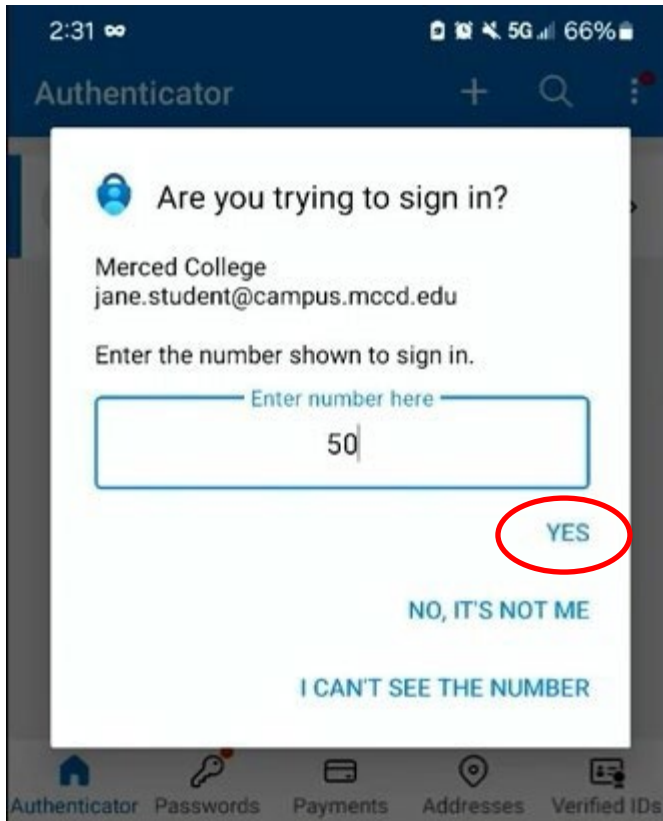 2:31 5G 66%
Authenticator
Are you trying to sign in?
Merced College
jane.student@campus.mccd.edu
Enter the number shown to sign in.
Enter number here
50
YES
NO, IT'S NOT ME
I CAN'T SEE THE NUMBER
Authenticator Passwords Payments Addresses Verified IDs